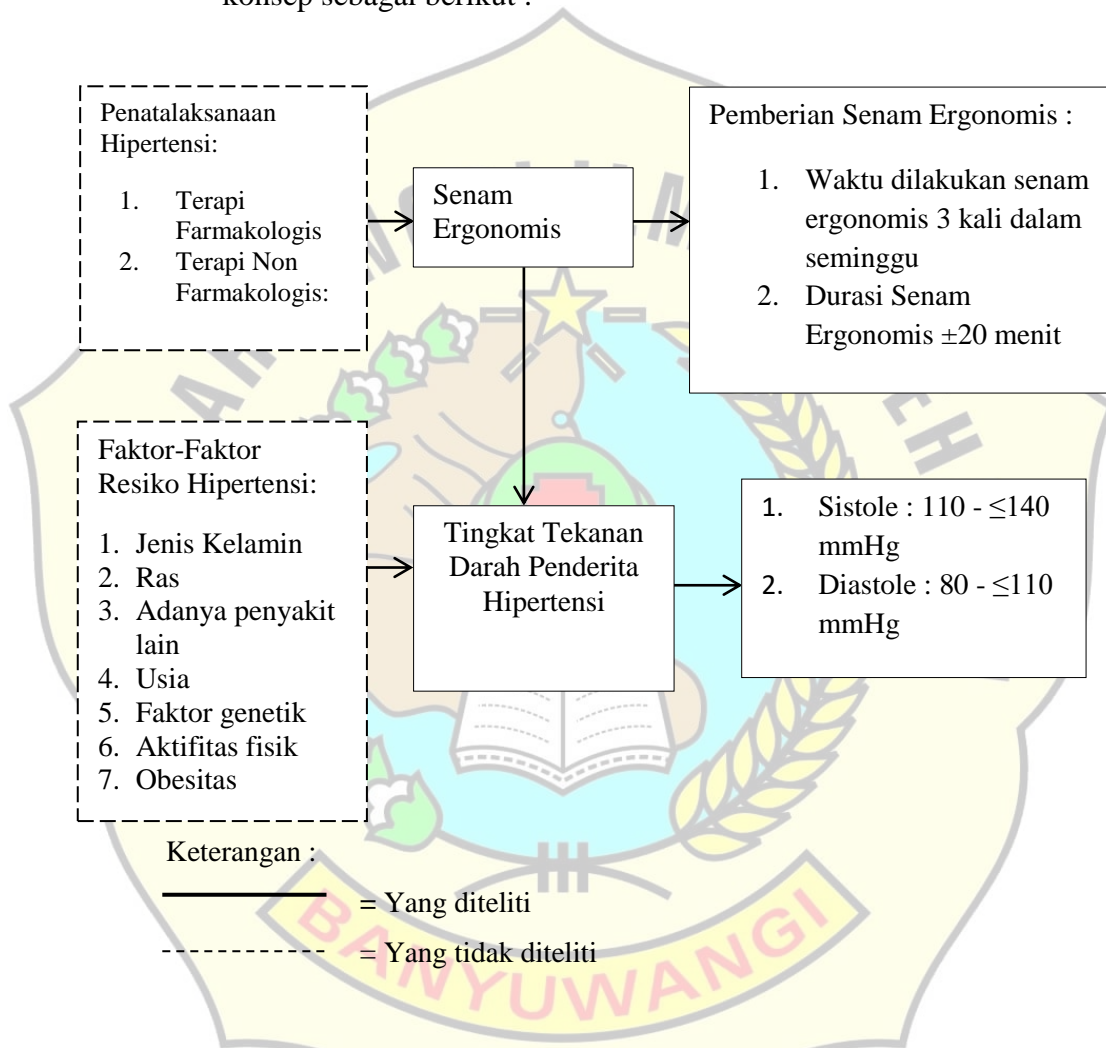 konsep sebagai berikut :
Penatalaksanaan
Hipertensi:
1. Terapi
Farmakologis
2. Terapi Non
Farmakologis:
Senam
Ergonomis
Pemberian Senam Ergonomis :
1. Waktu dilakukan senam
ergonomis 3 kali dalam
seminggu
2. Durasi Senam
Ergonomis ±20 menit
Faktor-Faktor
Resiko Hipertensi:
1. Jenis Kelamin
2. Ras
3. Adanya penyakit
lain
4. Usia
5. Faktor genetik
6. Aktifitas fisik
7. Obesitas
Tingkat Tekanan
Darah Penderita
Hipertensi
1. Sistole : 110 - ≤140
mmHg
2. Diastole : 80 - ≤110
mmHg
Keterangan :
= Yang diteliti
= Yang tidak diteliti
BANYUWANGI